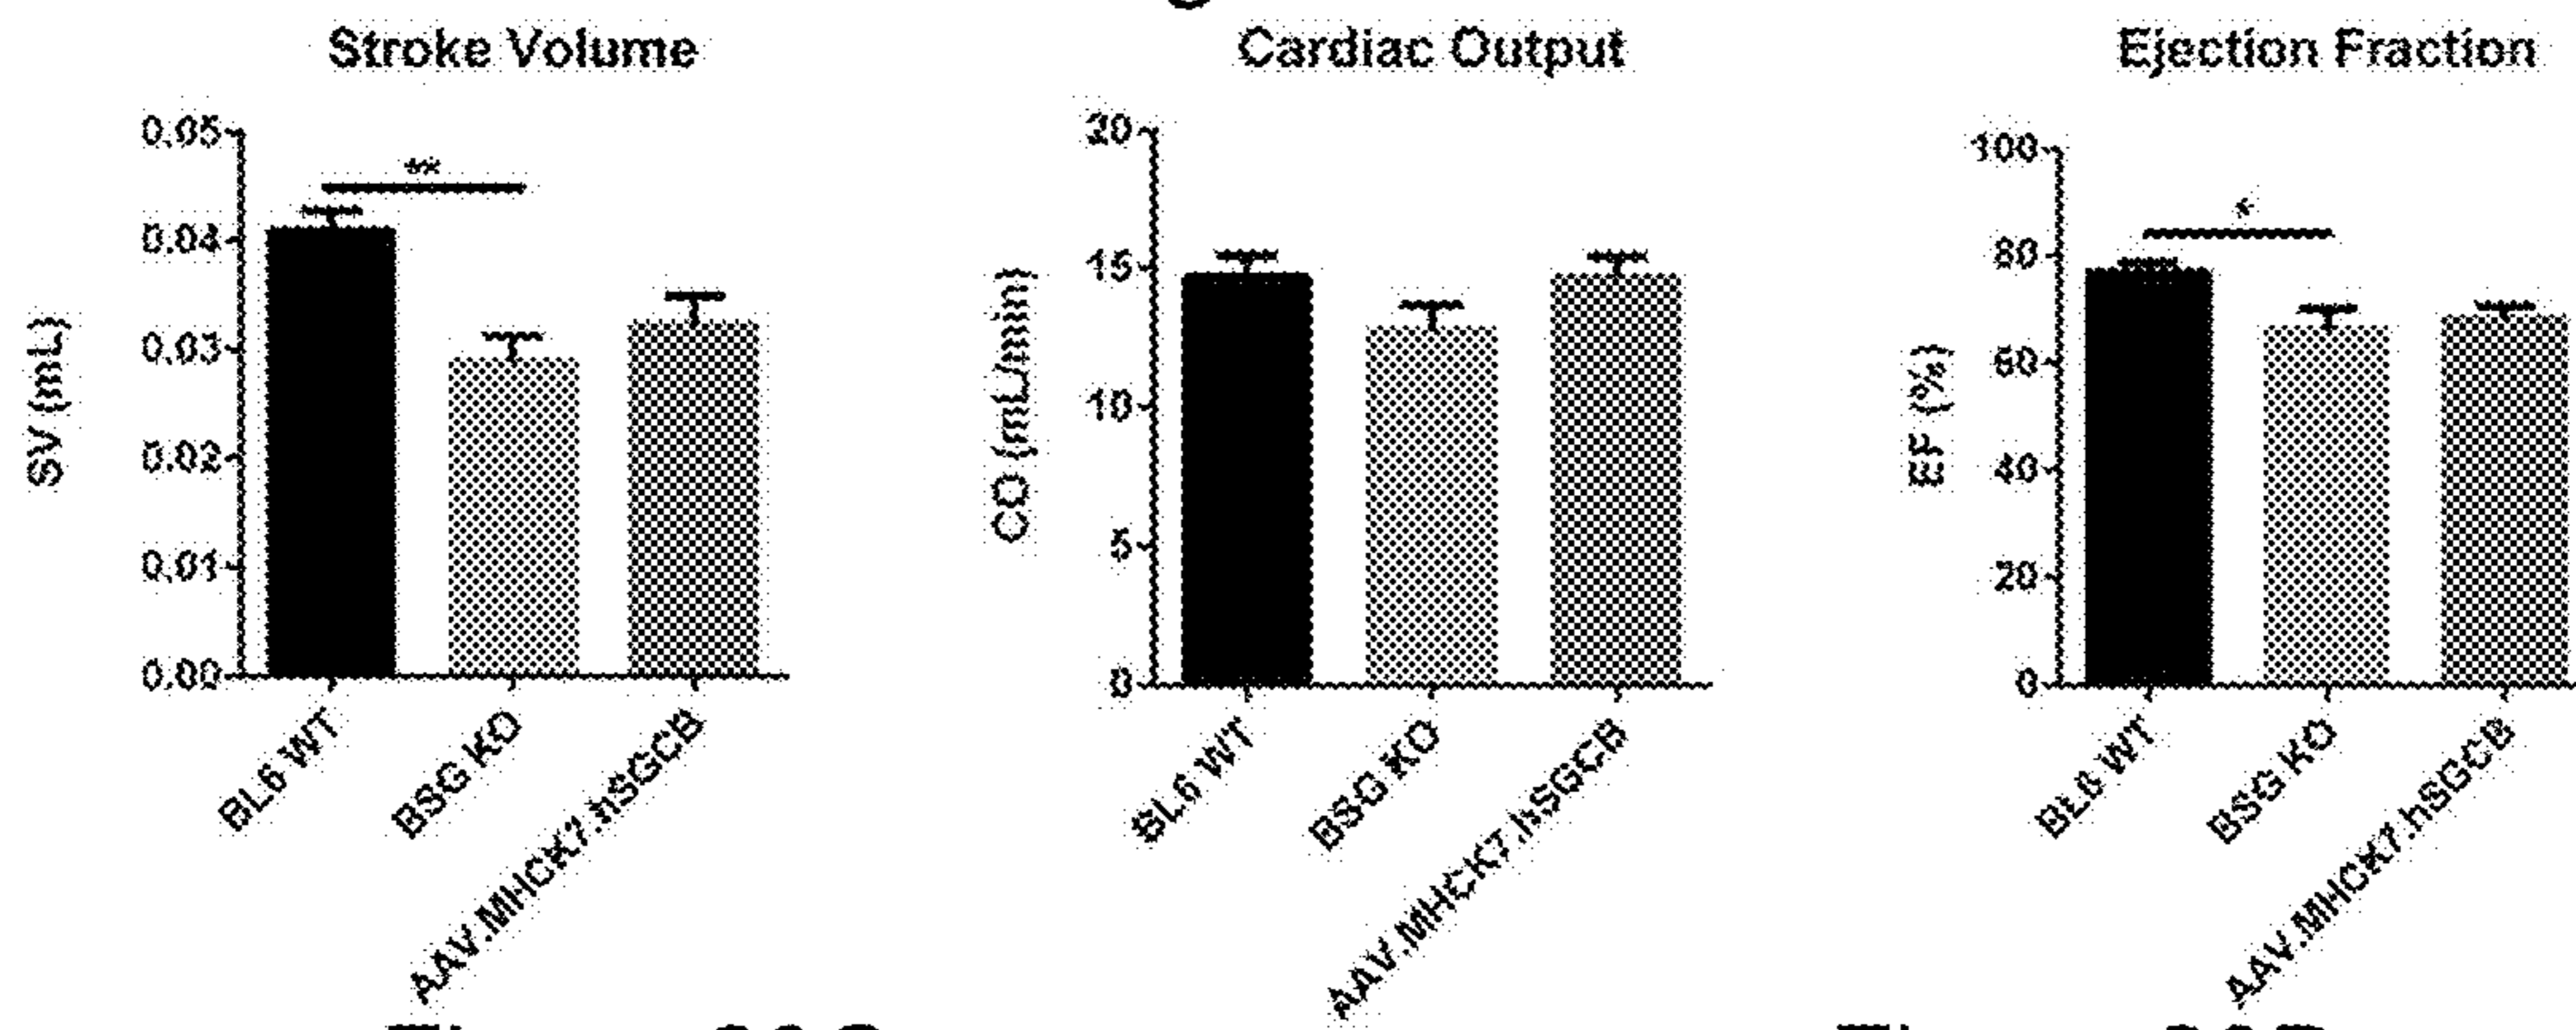 Stroke Volume
SV (mL)
0.05
0.04
0.03
0.02
0.01
0.00
**
BL6 WT
BSG KO
AAV.MHCK7.hSGCB
Cardiac Output
CO (mL/min)
20
15
10
5
0
BL6 WT
BSG KO
AAV.MHCK7.hSGCB
Ejection Fraction
EF (%)
100
80
60
40
20
0
*
BL6 WT
BSG KO
AAV.MHCK7.hSGCB